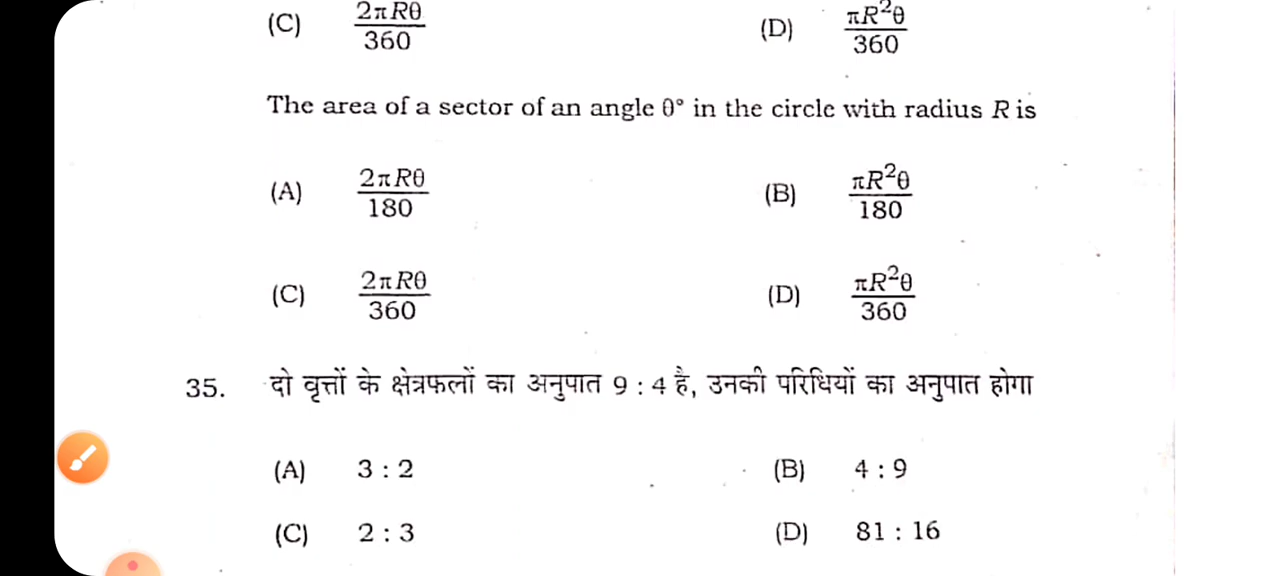 (C) 2πRθ/360 (D) πR²θ/360
The area of a sector of an angle θ° in the circle with radius R is
(A) 2πRθ/180 (B) πR²θ/180
(C) 2πRθ/360 (D) πR²θ/360
35. दो वृत्तों के क्षेत्रफलों का अनुपात 9 : 4 है, उनकी परिधियों का अनुपात होगा
(A) 3 : 2 (B) 4 : 9
(C) 2 : 3 (D) 81 : 16